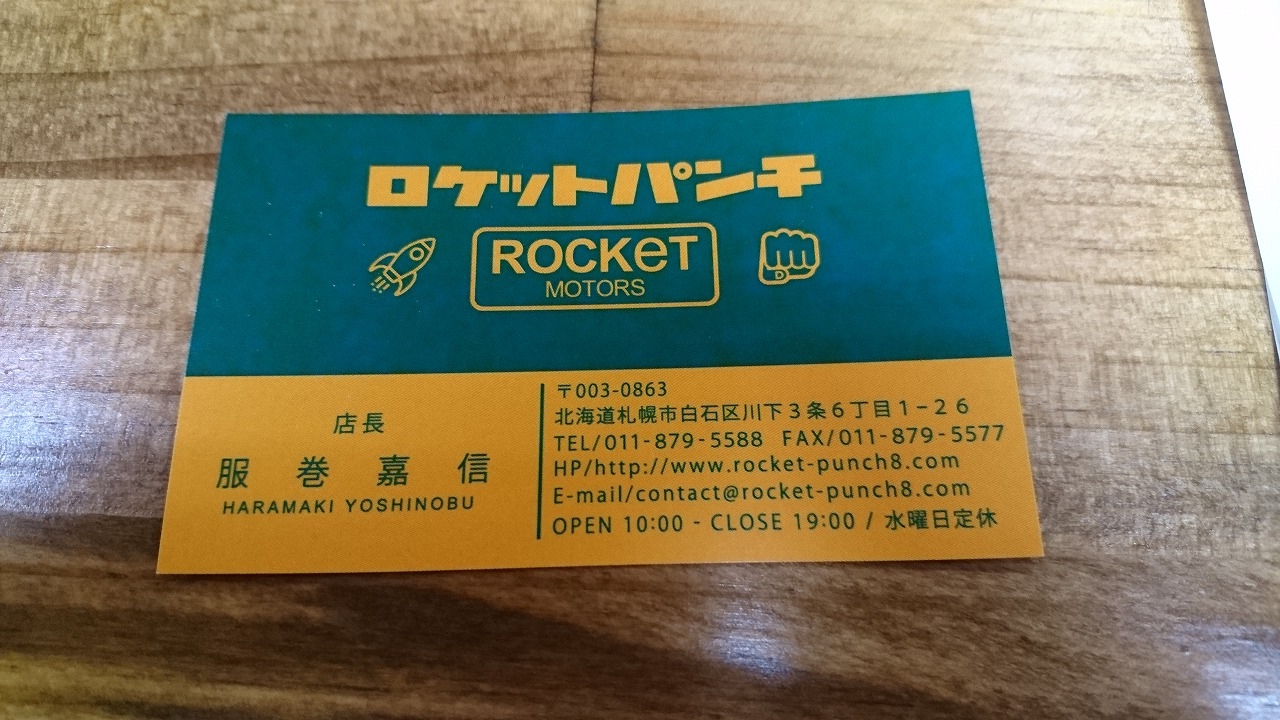 ロケットパンチ
ROCKeT
MOTORS
D
店長
服巻嘉信
HARAMAKI YOSHINOBU
〒003-0863
北海道札幌市白石区川下3条6丁目1-26
TEL/011-879-5588 FAX/011-879-5577
HP/http://www.rocket-punch8.com
E-mail/contact@rocket-punch8.com
OPEN 10:00 - CLOSE 19:00 / 水曜日定休